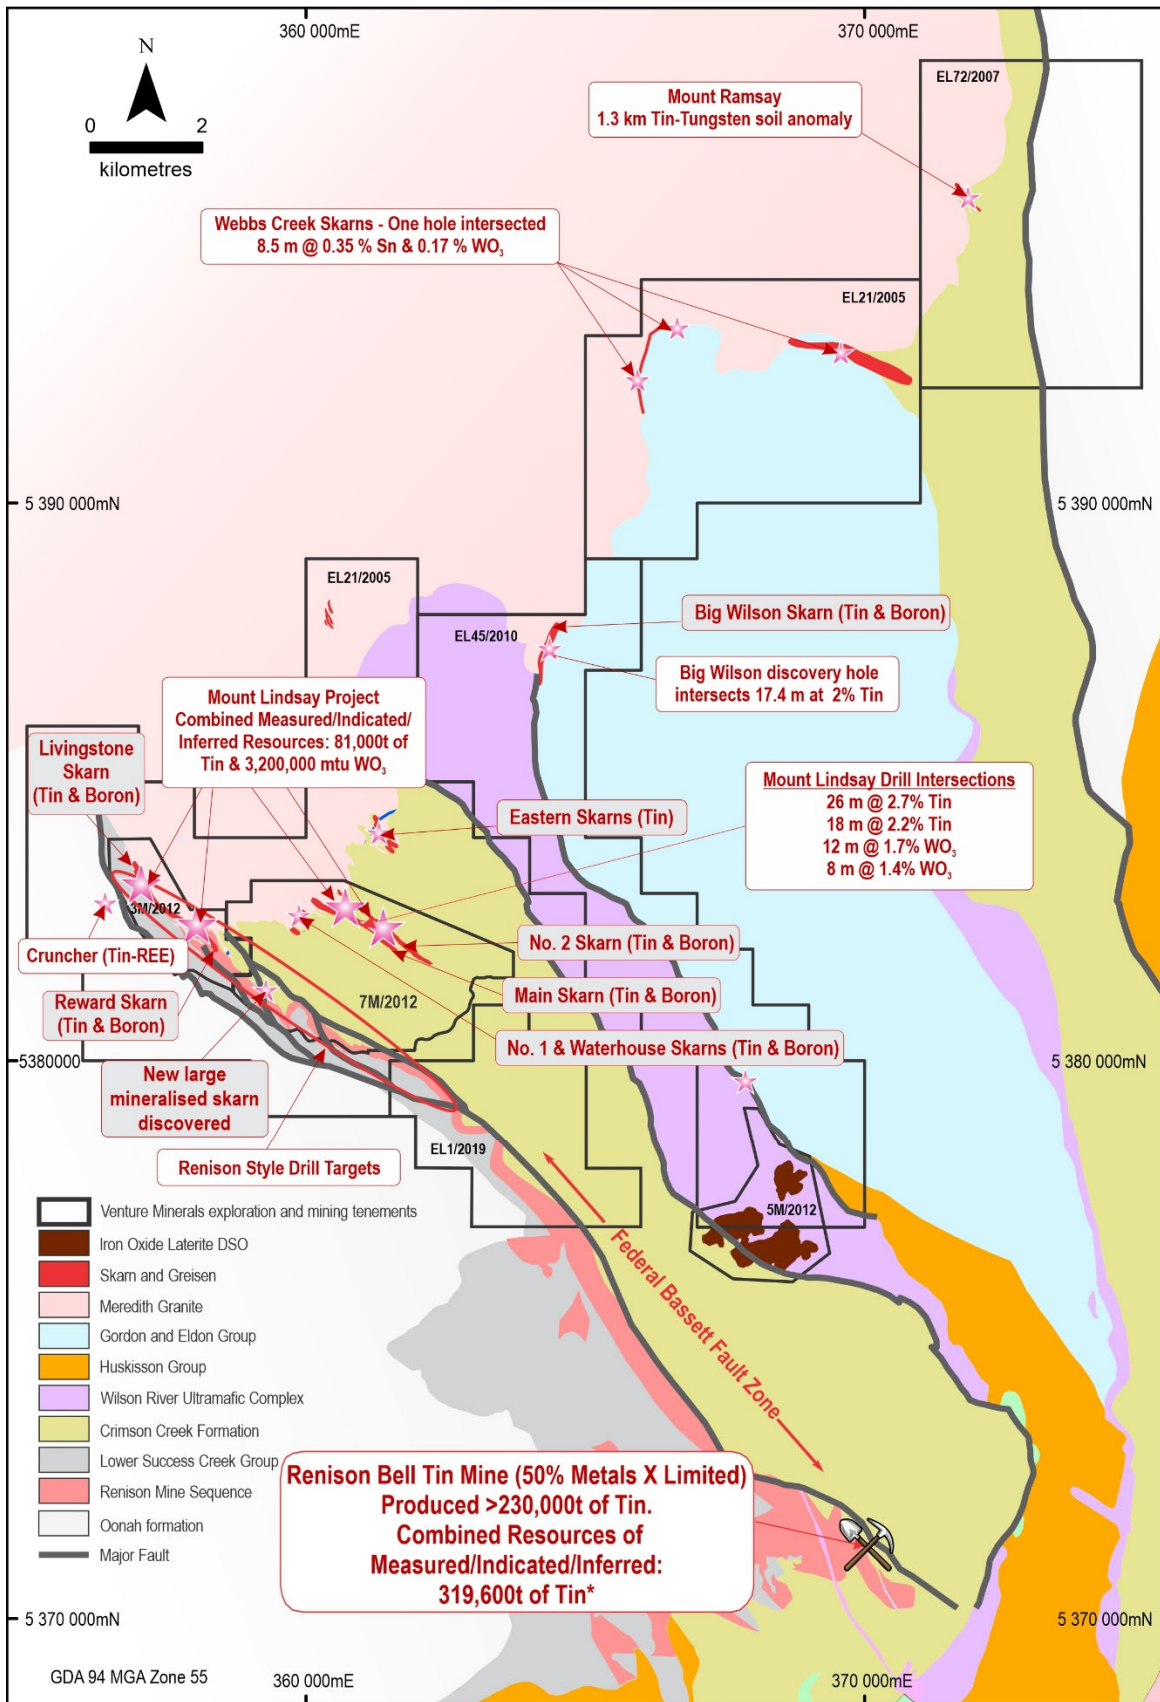 360 000mE
370 000mE
N
0 2
kilometres
EL72/2007
Mount Ramsay
1.3 km Tin-Tungsten soil anomaly
Webbs Creek Skarns - One hole intersected
8.5 m @ 0.35 % Sn & 0.17 % WO₃
EL21/2005
5 390 000mN
5 390 000mN
EL21/2005
EL45/2010
Big Wilson Skarn (Tin & Boron)
Big Wilson discovery hole
intersects 17.4 m at 2% Tin
Mount Lindsay Project
Combined Measured/Indicated/
Inferred Resources: 81,000t of
Tin & 3,200,000 mtu WO₃
Livingstone
Skarn
(Tin & Boron)
Mount Lindsay Drill Intersections
26 m @ 2.7% Tin
18 m @ 2.2% Tin
12 m @ 1.7% WO₃
8 m @ 1.4% WO₃
Eastern Skarns (Tin)
3M/2012
Cruncher (Tin-REE)
No. 2 Skarn (Tin & Boron)
Reward Skarn
(Tin & Boron)
7M/2012
Main Skarn (Tin & Boron)
No. 1 & Waterhouse Skarns (Tin & Boron)
5380000
5 380 000mN
New large
mineralised skarn
discovered
EL1/2019
Renison Style Drill Targets
5M/2012
Federal Bassett Fault Zone
Venture Minerals exploration and mining tenements
Iron Oxide Laterite DSO
Skarn and Greisen
Meredith Granite
Gordon and Eldon Group
Huskisson Group
Wilson River Ultramafic Complex
Crimson Creek Formation
Lower Success Creek Group
Renison Mine Sequence
Oonah formation
Major Fault
Renison Bell Tin Mine (50% Metals X Limited)
Produced >230,000t of Tin.
Combined Resources of
Measured/Indicated/Inferred:
319,600t of Tin*
5 370 000mN
5 370 000mN
GDA 94 MGA Zone 55
360 000mE
370 000mE